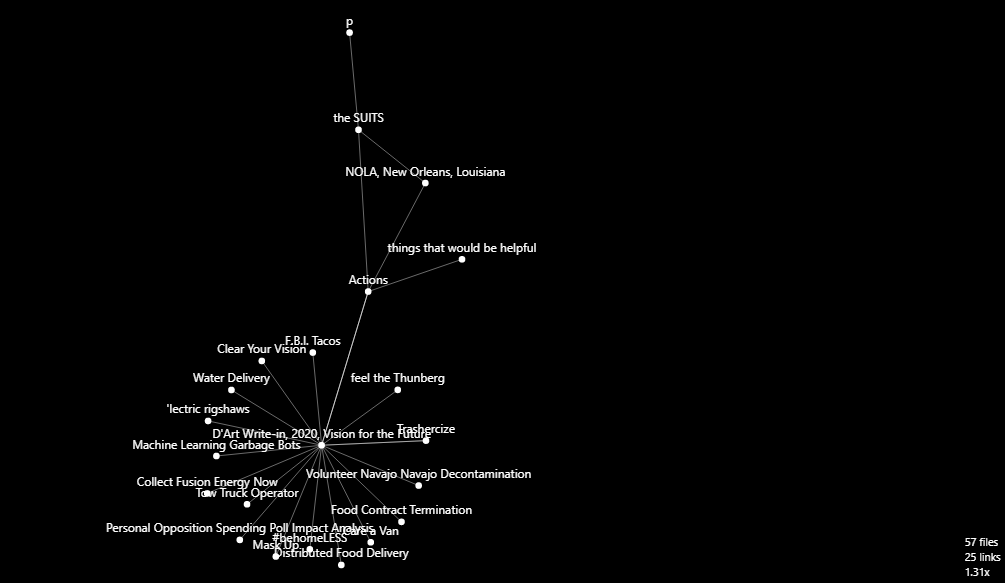 p
the SUITS
NOLA, New Orleans, Louisiana
things that would be helpful
Actions
F.B.I. Tacos
Clear Your Vision
Water Delivery
feel the Thunberg
'lectric rigshaws
Trashercize
D'Art Write-in, 2020, Vision for the Future
Machine Learning Garbage Bots
Volunteer Navajo Navajo Decontamination
Collect Fusion Energy Now
Tow Truck Operator
Food Contract Termination
Personal Opposition Spending Poll Impact Analysis
a Van
#behomeLESS
Mask Up
Distributed Food Delivery
57 files
25 links
1.31x